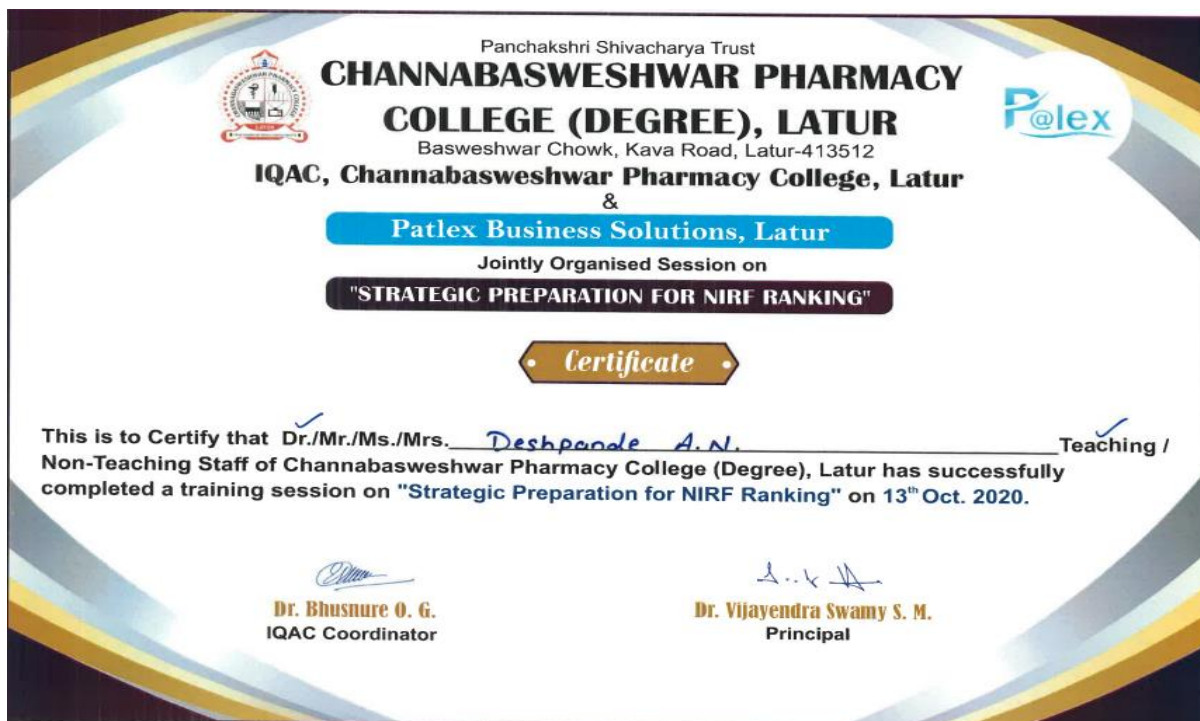 Panchakshri Shivacharya Trust
CHANNABASWESHWAR PHARMACY
COLLEGE (DEGREE), LATUR
Basweshwar Chowk, Kava Road, Latur-413512
IQAC, Channabasweshwar Pharmacy College, Latur
&
Patlex Business Solutions, Latur
Jointly Organised Session on
"STRATEGIC PREPARATION FOR NIRF RANKING"
Certificate
This is to Certify that Dr./Mr./Ms./Mrs. Deshpande A.N. Teaching /
Non-Teaching Staff of Channabasweshwar Pharmacy College (Degree), Latur has successfully
completed a training session on "Strategic Preparation for NIRF Ranking" on 13th Oct. 2020.
Dr. Bhusnure O. G.
IQAC Coordinator
Dr. Vijayendra Swamy S. M.
Principal
P@lex
LATUR